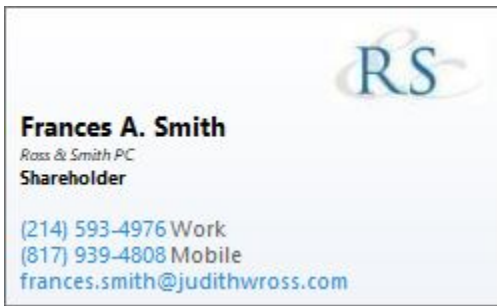 RS
Frances A. Smith
Ross & Smith PC
Shareholder
(214) 593-4976 Work
(817) 939-4808 Mobile
frances.smith@judithwross.com